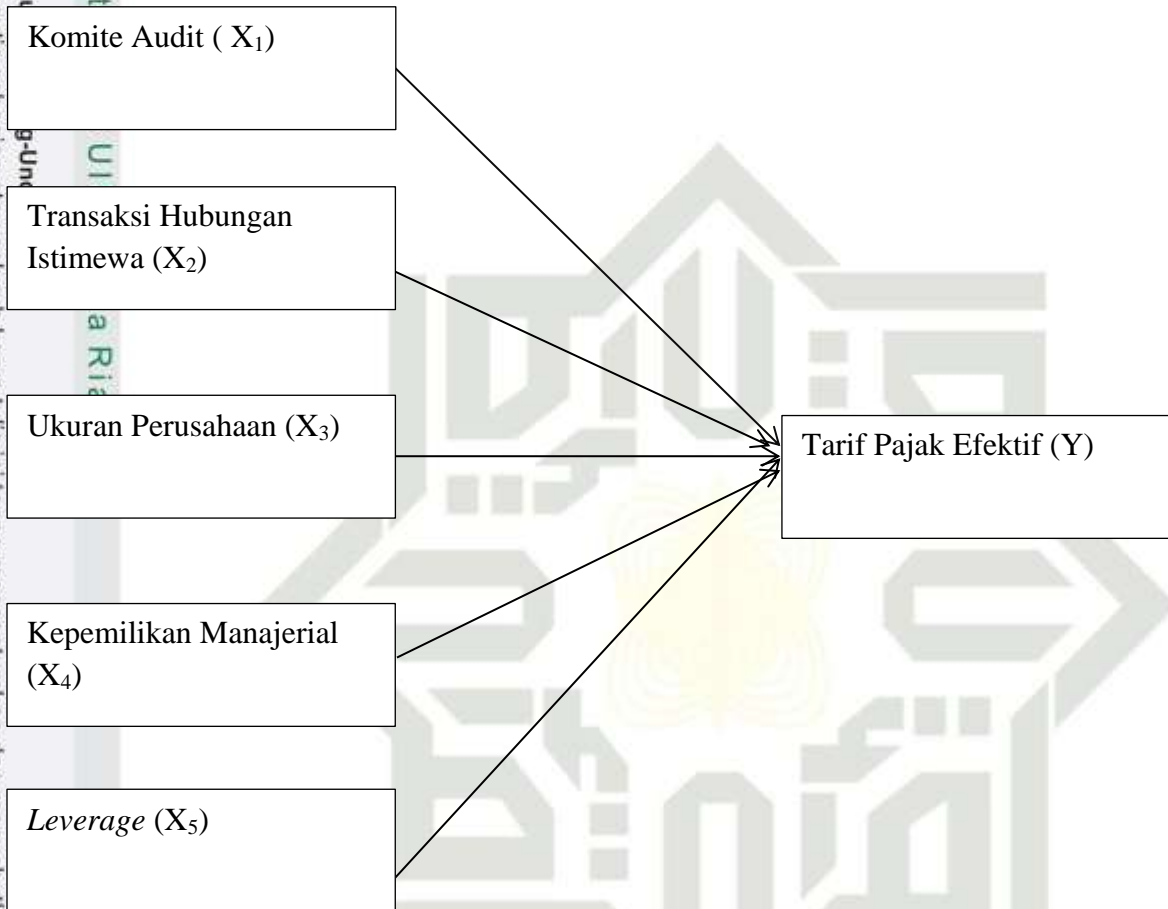 Komite Audit ( X₁)
Transaksi Hubungan
Istimewa (X₂)
Ukuran Perusahaan (X₃)
Tarif Pajak Efektif (Y)
Kepemilikan Manajerial
(X₄)
Leverage (X₅)